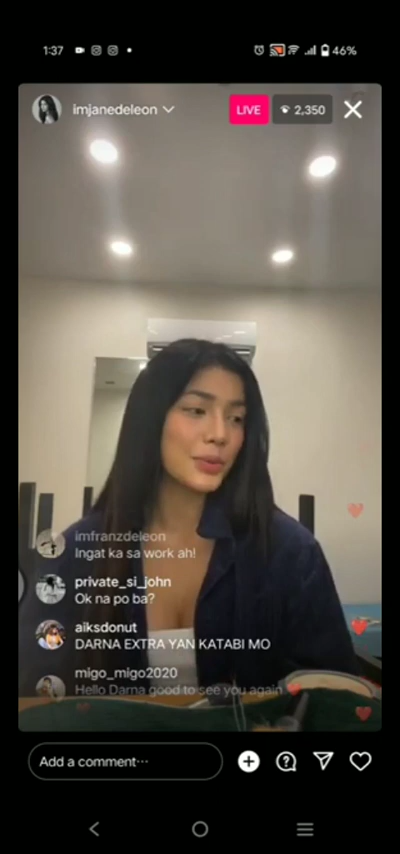 1:37
46%
imjanedeleon
LIVE
2,350
imfranzdeleon
Ingat ka sa work ah!
private_si_john
Ok na po ba?
aiksdonut
DARNA EXTRA YAN KATABI MO
migo_migo2020
Hello Darna good to see you again
Add a comment···